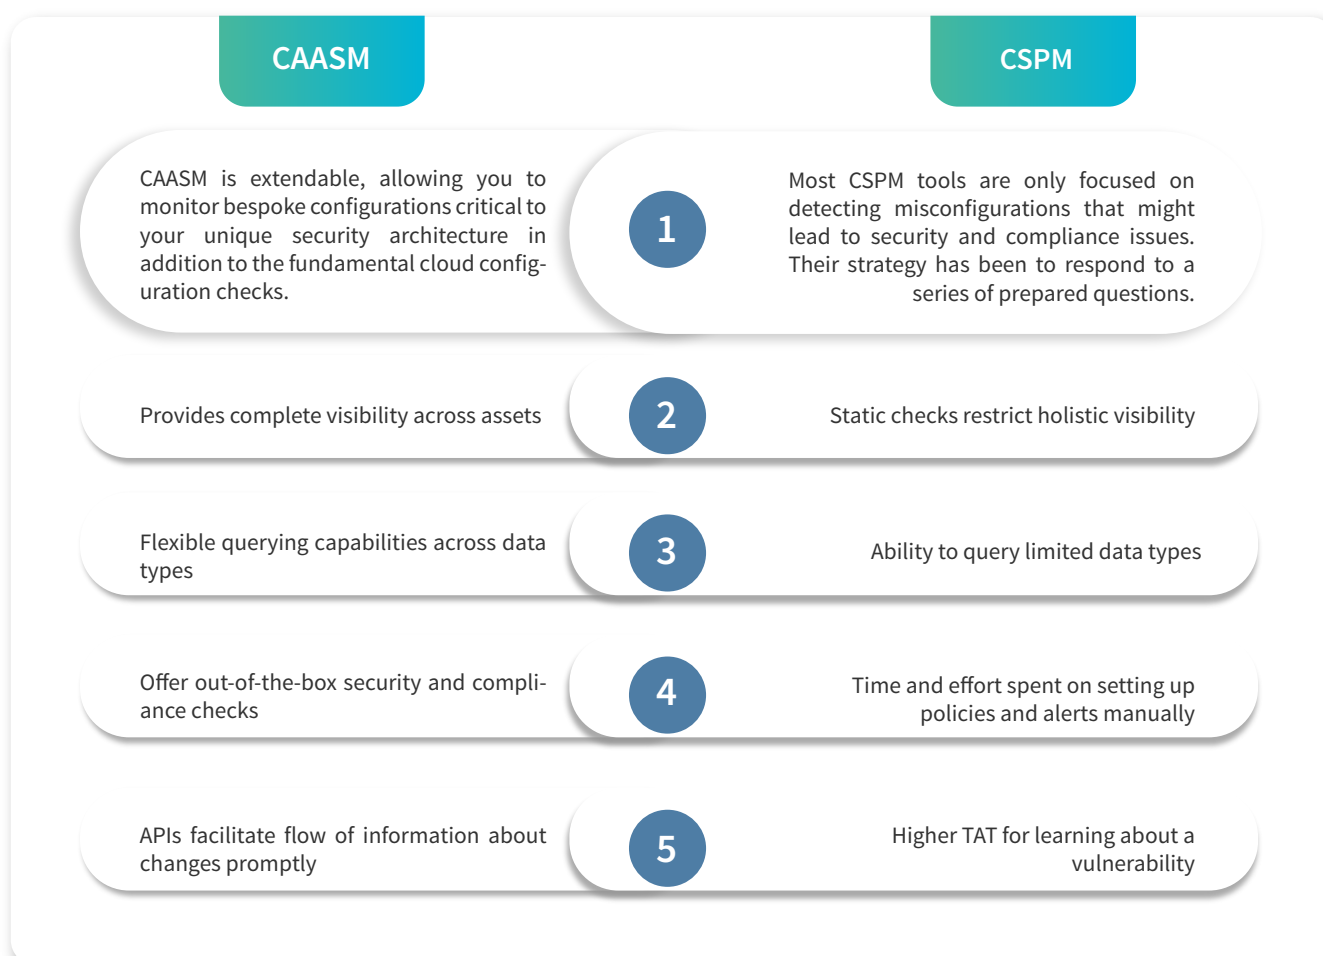 CAASM
CSPM
CAASM is extendable, allowing you to
monitor bespoke configurations critical to
your unique security architecture in
addition to the fundamental cloud config-
uration checks.
1
Most CSPM tools are only focused on
detecting misconfigurations that might
lead to security and compliance issues.
Their strategy has been to respond to a
series of prepared questions.
Provides complete visibility across assets
2
Static checks restrict holistic visibility
Flexible querying capabilities across data
types
3
Ability to query limited data types
Offer out-of-the-box security and compli-
ance checks
4
Time and effort spent on setting up
policies and alerts manually
APIs facilitate flow of information about
changes promptly
5
Higher TAT for learning about a
vulnerability